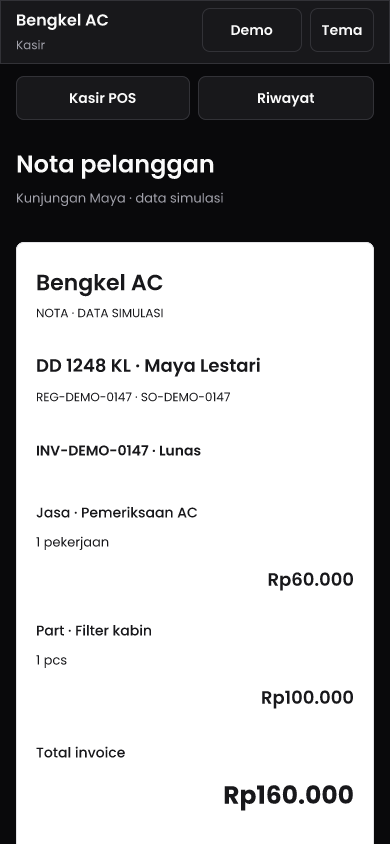 Bengkel AC
Kasir
Demo
Tema
Kasir POS
Riwayat
Nota pelanggan
Kunjungan Maya · data simulasi
Bengkel AC
NOTA · DATA SIMULASI
DD 1248 KL · Maya Lestari
REG-DEMO-0147 · SO-DEMO-0147
INV-DEMO-0147 · Lunas
Jasa · Pemeriksaan AC
1 pekerjaan
Rp60.000
Part · Filter kabin
1 pcs
Rp100.000
Total invoice
Rp160.000